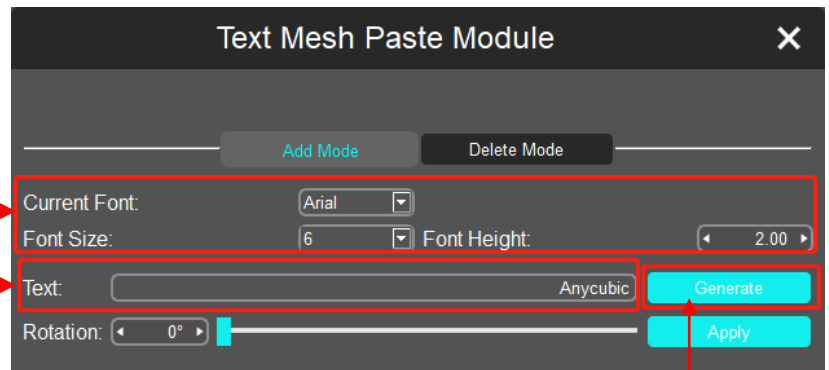 Text Mesh Paste Module
Add Mode Delete Mode
Current Font: Arial
Font Size: 6 Font Height: 2.00
Text: Anycubic Generate
Rotation: 0° Apply